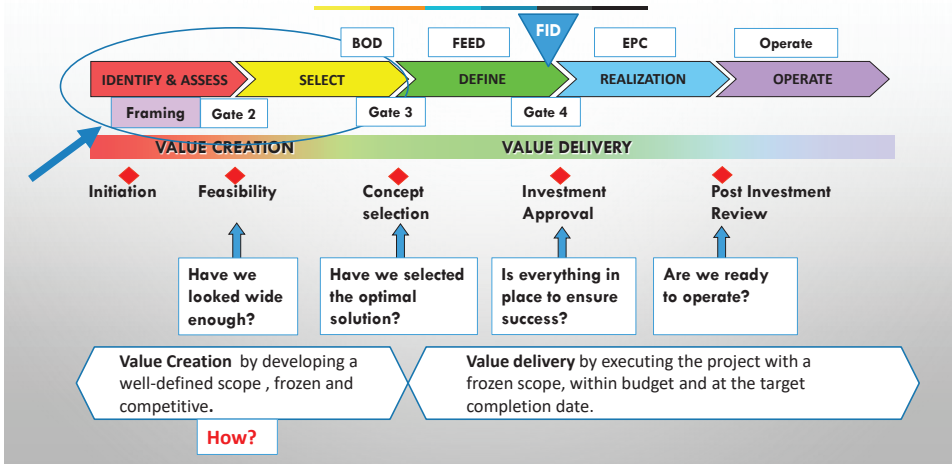 FID
BOD
FEED
EPC
Operate
IDENTIFY & ASSESS
SELECT
DEFINE
REALIZATION
OPERATE
Framing
Gate 2
Gate 3
Gate 4
VALUE CREATION
VALUE DELIVERY
Initiation
Feasibility
Concept
selection
Investment
Approval
Post Investment
Review
Have we
looked wide
enough?
Have we selected
the optimal
solution?
Is everything in
place to ensure
success?
Are we ready
to operate?
Value Creation by developing a
well-defined scope , frozen and
competitive.
Value delivery by executing the project with a
frozen scope, within budget and at the target
completion date.
How?